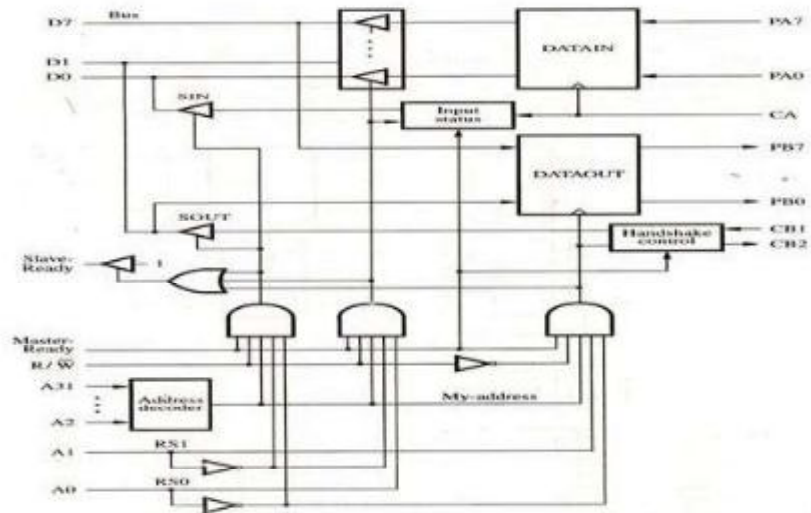 Bus
D7
PA7
DATAIN
D1
D0
PA0
SIN
Input
status
CA
PB7
DATAOUT
PB0
SOUT
CB1
Handshake
control
CB2
Slave-
Ready
1
Master-
Ready
R/W̅
A31
Address
decoder
My-address
A2
RS1
A1
RS0
A0